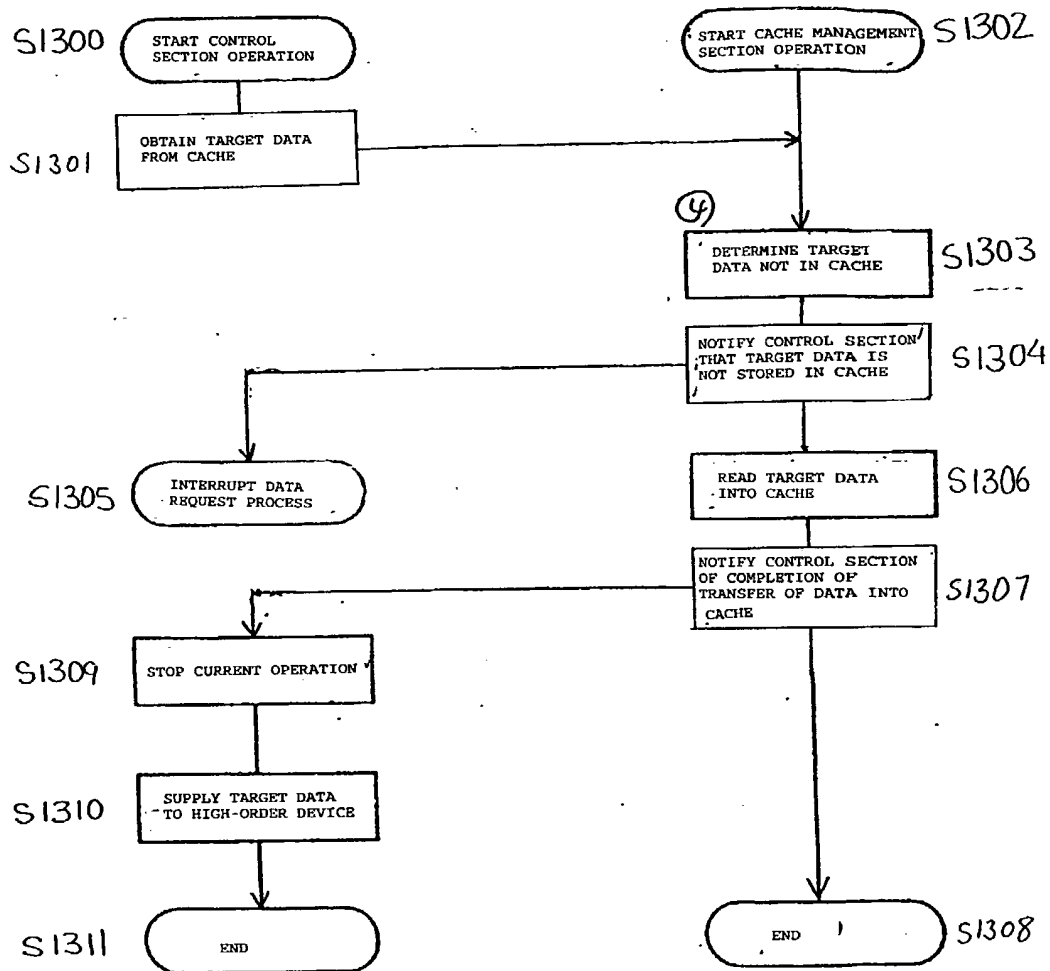 S1300
START CONTROL
SECTION OPERATION
START CACHE MANAGEMENT
SECTION OPERATION
S1302
OBTAIN TARGET DATA
FROM CACHE
S1301
4
DETERMINE TARGET
DATA NOT IN CACHE
S1303
NOTIFY CONTROL SECTION
THAT TARGET DATA IS
NOT STORED IN CACHE
S1304
S1305
INTERRUPT DATA
REQUEST PROCESS
READ TARGET DATA
INTO CACHE
S1306
NOTIFY CONTROL SECTION
OF COMPLETION OF
TRANSFER OF DATA INTO
CACHE
S1307
S1309
STOP CURRENT OPERATION
S1310
SUPPLY TARGET DATA
TO HIGH-ORDER DEVICE
S1311
END
END
S1308